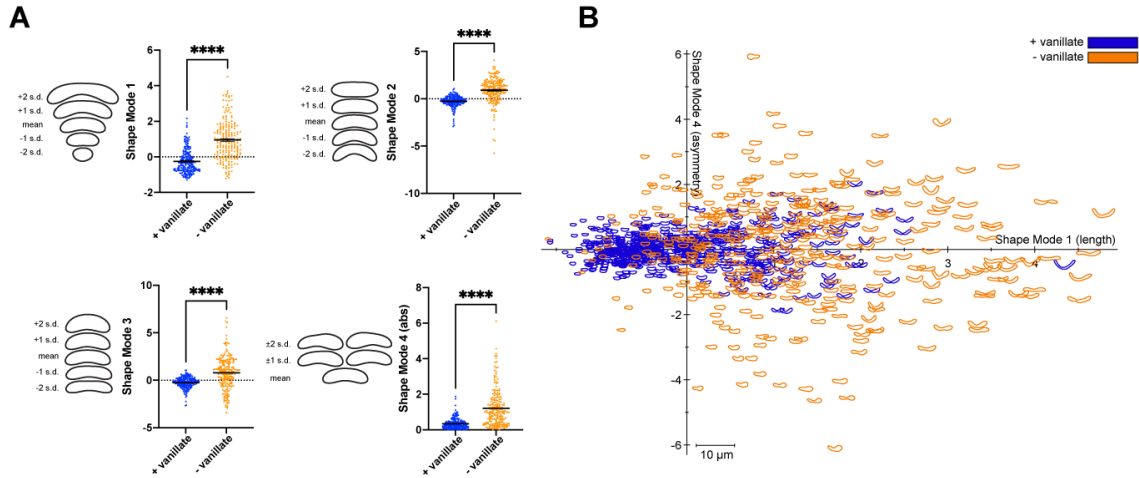 A
B
Shape Mode 1
6
4
2
0
-2
****
+2 s.d.
+1 s.d.
mean
-1 s.d.
-2 s.d.
+ vanillate
- vanillate
Shape Mode 2
5
0
-5
-10
****
+2 s.d.
+1 s.d.
mean
-1 s.d.
-2 s.d.
+ vanillate
- vanillate
Shape Mode 3
10
5
0
-5
****
+2 s.d.
+1 s.d.
mean
-1 s.d.
-2 s.d.
+ vanillate
- vanillate
Shape Mode 4 (abs)
8
6
4
2
0
****
±2 s.d.
±1 s.d.
mean
+ vanillate
- vanillate
+ vanillate
- vanillate
Shape Mode 4 (asymmetry)
6
4
2
Shape Mode 1 (length)
2
3
4
-2
-4
-6
10 µm